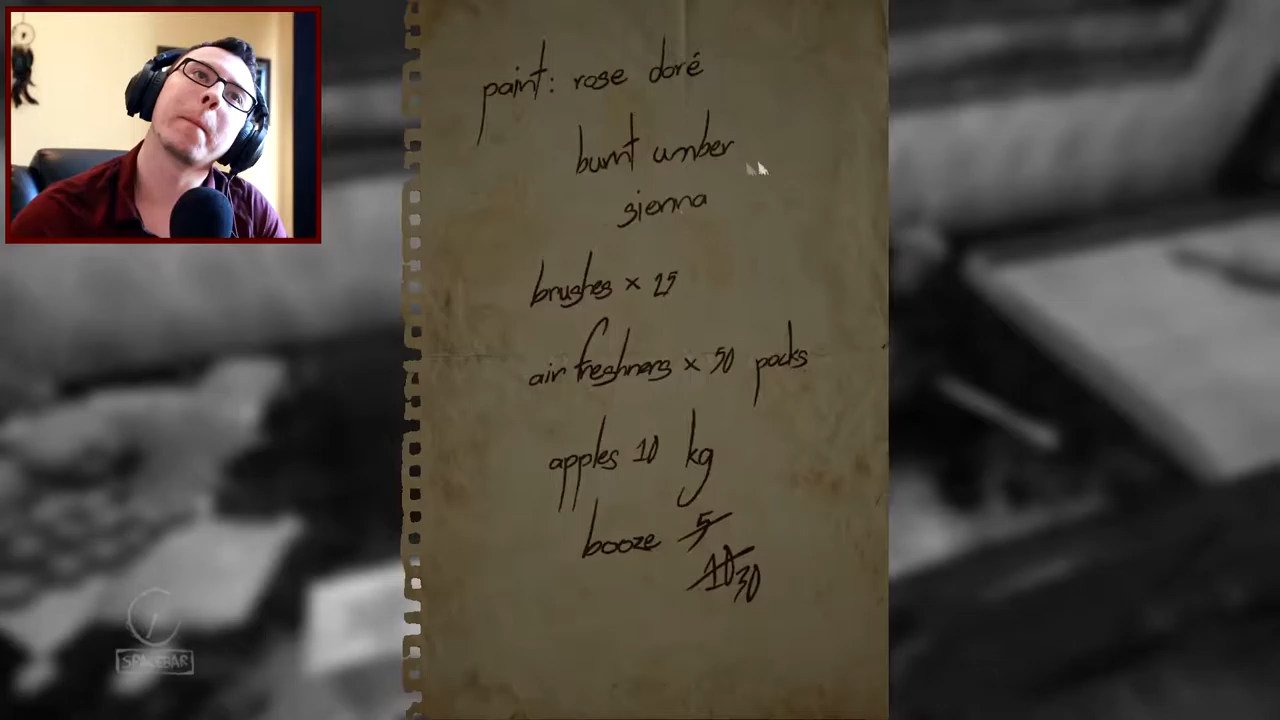 paint: rose doré
burnt umber
sienna
brushes × 25
air freshners × 50 packs
apples 10 kg
booze 5
10 30
SPACEBAR